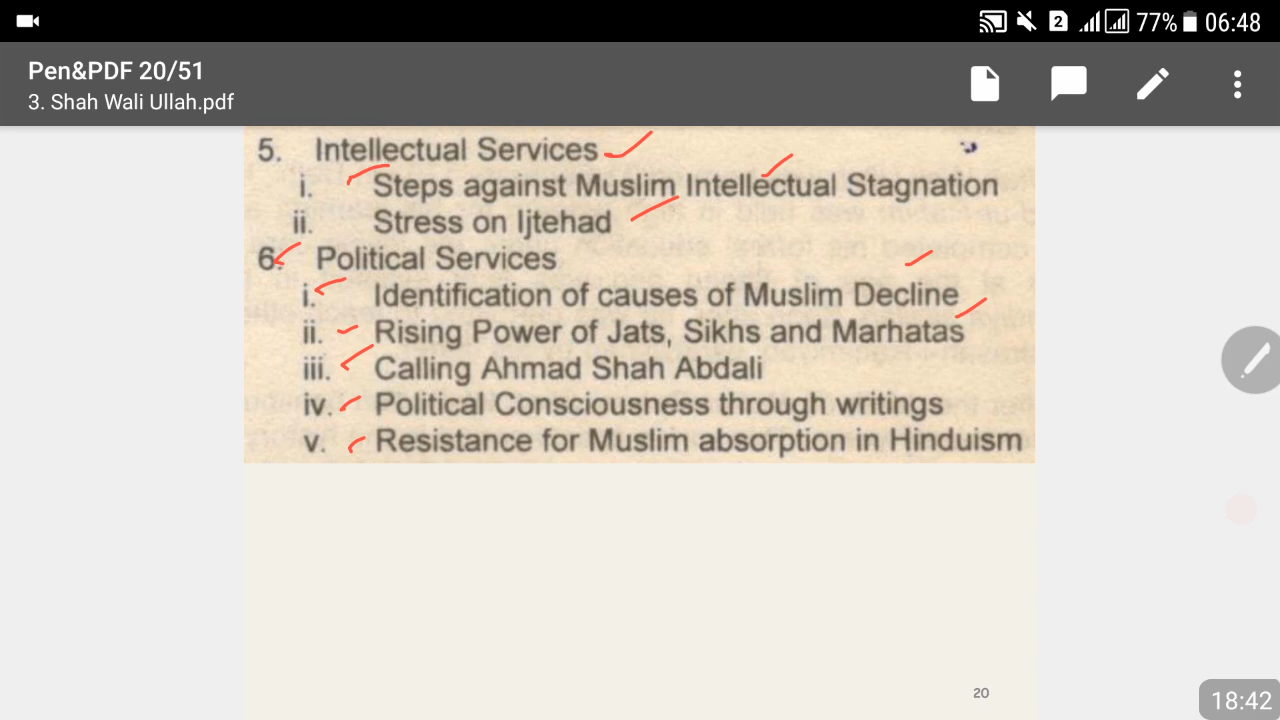 2 77% 06:48
Pen&PDF 20/51
3. Shah Wali Ullah.pdf
5. Intellectual Services
i. Steps against Muslim Intellectual Stagnation
ii. Stress on Ijtehad
6. Political Services
i. Identification of causes of Muslim Decline
ii. Rising Power of Jats, Sikhs and Marhatas
iii. Calling Ahmad Shah Abdali
iv. Political Consciousness through writings
v. Resistance for Muslim absorption in Hinduism
20
18:42